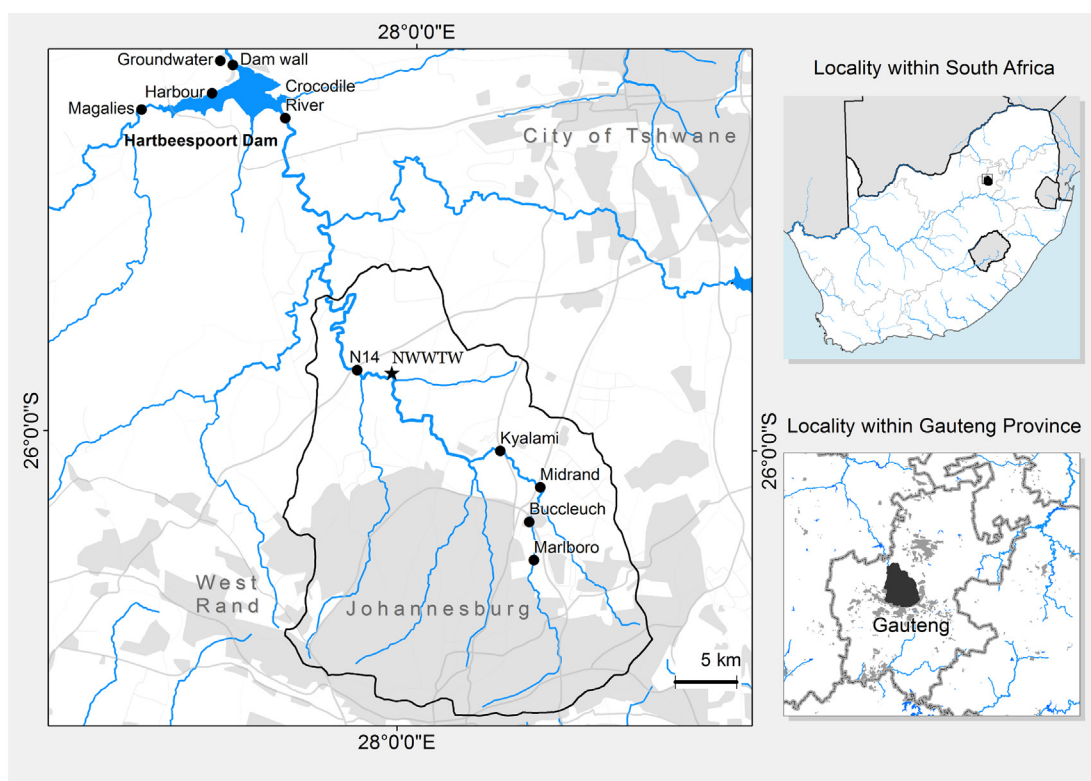 28°0'0"E
Groundwater
Dam wall
Harbour
Crocodile
River
Magalies
Hartbeespoort Dam
City of Tshwane
N14
NWWTW
26°0'0"S
Kyalami
Midrand
Buccleuch
Marlboro
West
Rand
Johannesburg
5 km
28°0'0"E
26°0'0"S
Locality within South Africa
Locality within Gauteng Province
Gauteng